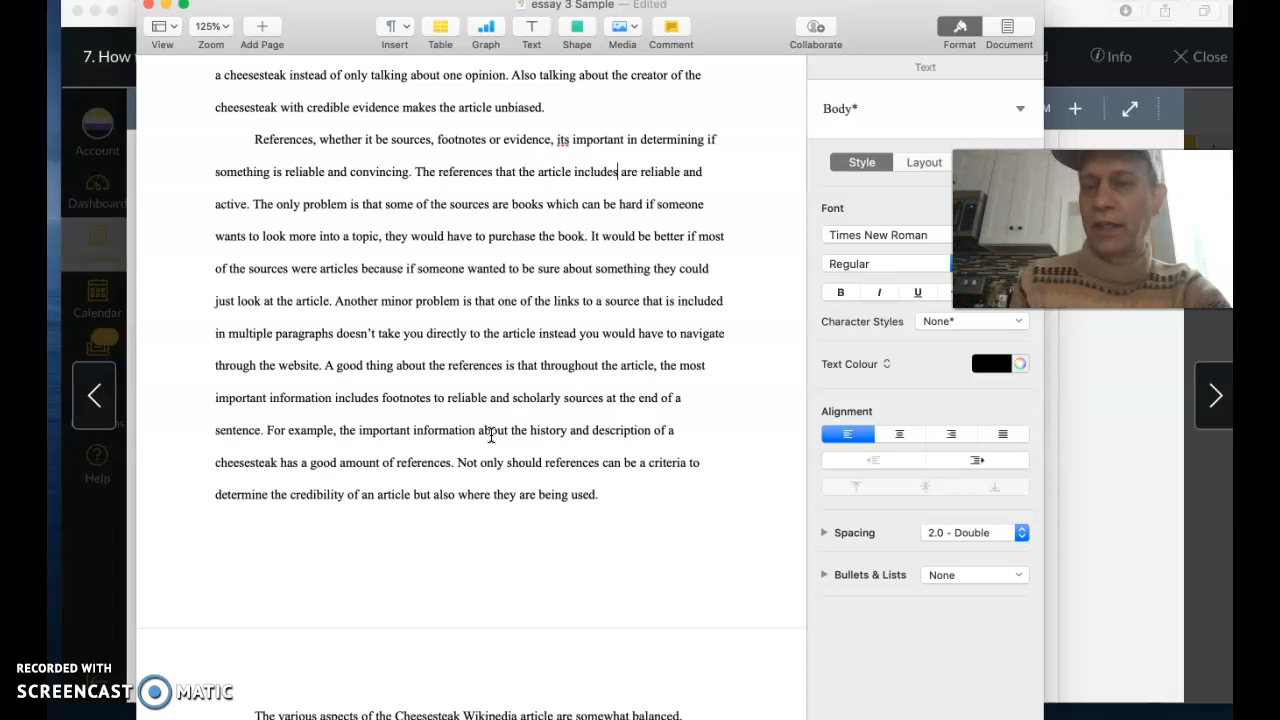 essay 3 Sample — Edited
125%
View
Zoom
Add Page
Insert
Table
Graph
Text
Shape
Media
Comment
Collaborate
Format
Document
7. How
Info
Close
Account
Dashboard
Calendar
Help
a cheesesteak instead of only talking about one opinion. Also talking about the creator of the
cheesesteak with credible evidence makes the article unbiased.
References, whether it be sources, footnotes or evidence, its important in determining if
something is reliable and convincing. The references that the article includes are reliable and
active. The only problem is that some of the sources are books which can be hard if someone
wants to look more into a topic, they would have to purchase the book. It would be better if most
of the sources were articles because if someone wanted to be sure about something they could
just look at the article. Another minor problem is that one of the links to a source that is included
in multiple paragraphs doesn’t take you directly to the article instead you would have to navigate
through the website. A good thing about the references is that throughout the article, the most
important information includes footnotes to reliable and scholarly sources at the end of a
sentence. For example, the important information about the history and description of a
cheesesteak has a good amount of references. Not only should references can be a criteria to
determine the credibility of an article but also where they are being used.
The various aspects of the Cheesesteak Wikipedia article are somewhat balanced.
Text
Body*
Style
Layout
Font
Times New Roman
Regular
B I U
Character Styles
None*
Text Colour
Alignment
Spacing
2.0 - Double
Bullets & Lists
None
RECORDED WITH
SCREENCAST MATIC